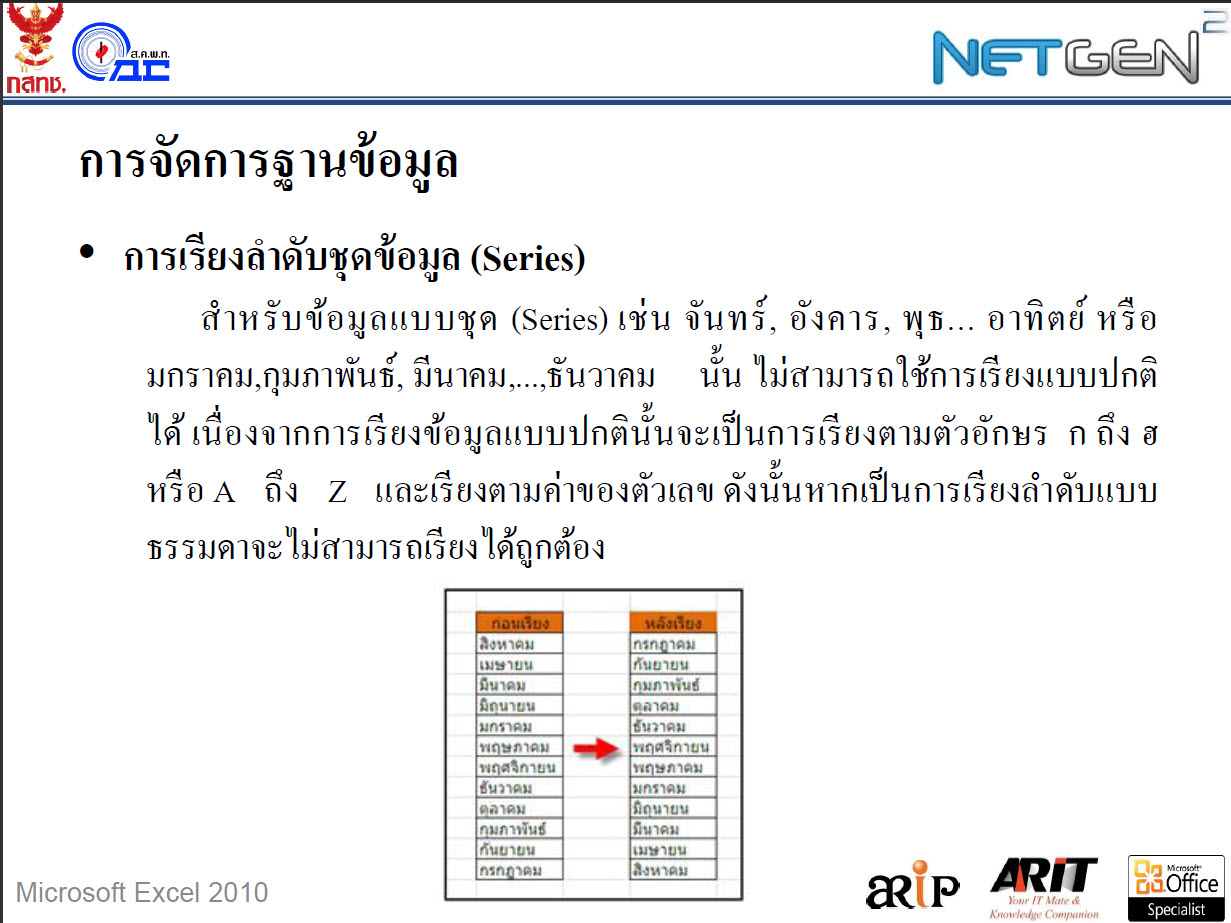 กสทช.
ส.ค.พ.ท.
NETGEN 2
การจัดการฐานข้อมูล
• การเรียงลำดับชุดข้อมูล (Series)
สำหรับข้อมูลแบบชุด (Series) เช่น จันทร์, อังคาร, พุธ... อาทิตย์ หรือ
มกราคม,กุมภาพันธ์, มีนาคม,...,ธันวาคม นั้น ไม่สามารถใช้การเรียงแบบปกติ
ได้ เนื่องจากการเรียงข้อมูลแบบปกตินั้นจะเป็นการเรียงตามตัวอักษร ก ถึง ฮ
หรือ A ถึง Z และเรียงตามค่าของตัวเลข ดังนั้นหากเป็นการเรียงลำดับแบบ
ธรรมดาจะไม่สามารถเรียงได้ถูกต้อง
ก่อนเรียง หลังเรียง
สิงหาคม กรกฎาคม
เมษายน กันยายน
มีนาคม กุมภาพันธ์
มิถุนายน ตุลาคม
มกราคม ธันวาคม
พฤษภาคม พฤศจิกายน
พฤศจิกายน พฤษภาคม
ธันวาคม มกราคม
ตุลาคม มิถุนายน
กุมภาพันธ์ มีนาคม
กันยายน เมษายน
กรกฎาคม สิงหาคม
Microsoft Excel 2010
arip
ARiT
Your IT Mate &
Knowledge Companion
Microsoft
Office
Specialist